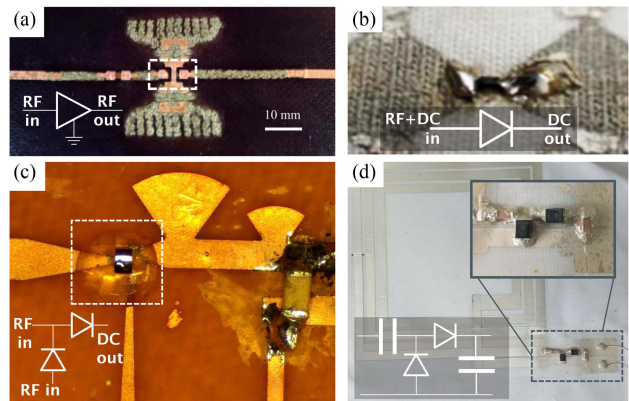 (a)
RF
in
RF
out
10 mm
(b)
RF+DC
in
DC
out
(c)
RF
in
DC
out
RF in
(d)